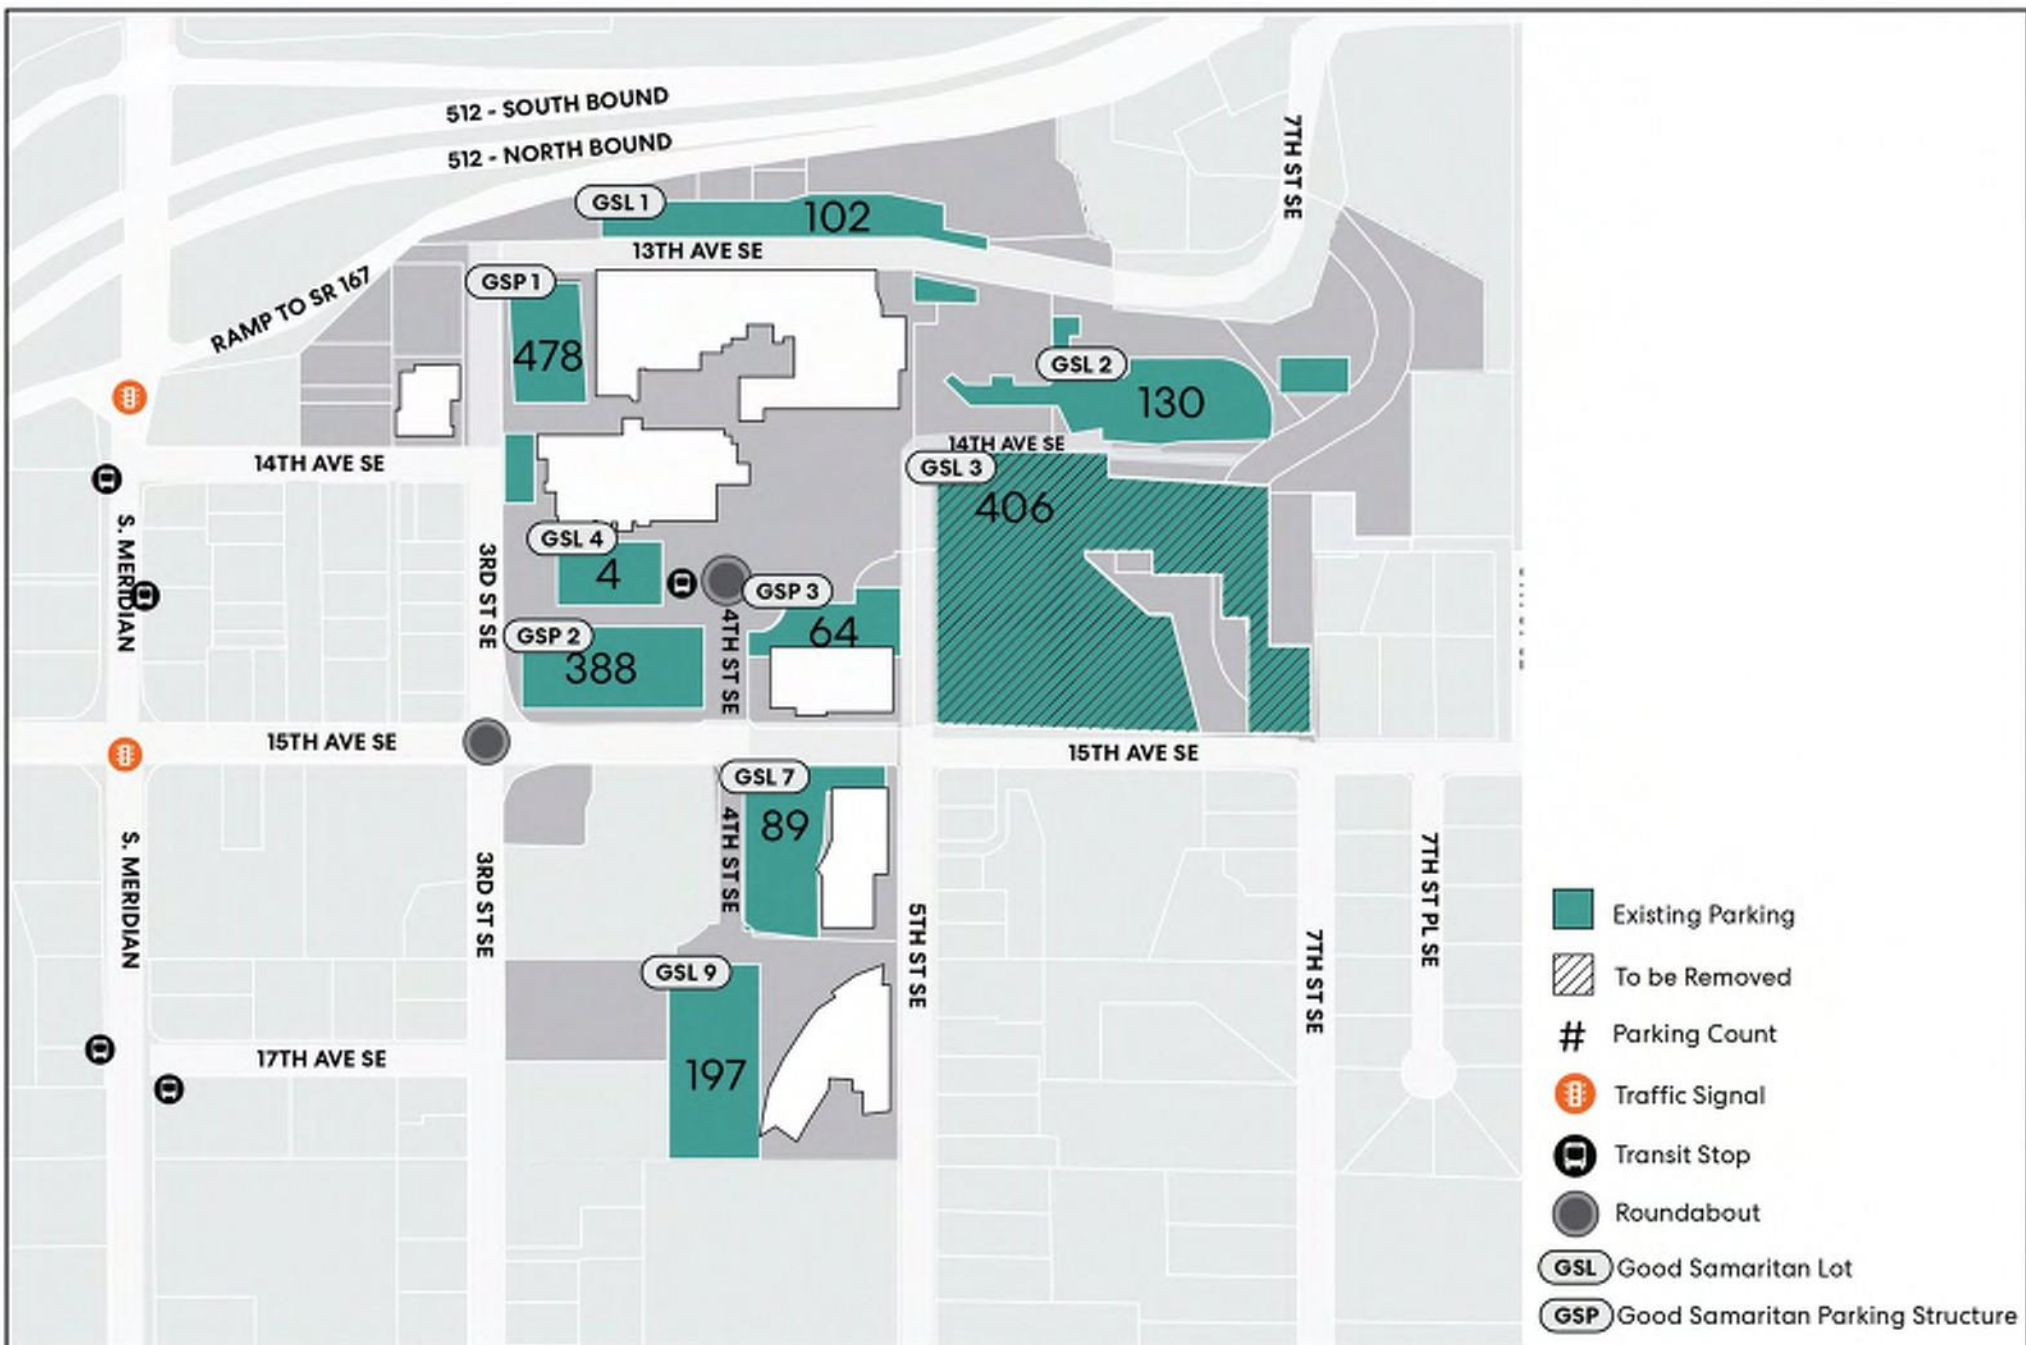 512 - SOUTH BOUND
512 - NORTH BOUND
7TH ST SE
GSL 1
102
13TH AVE SE
RAMP TO SR 167
GSP 1
478
GSL 2
130
14TH AVE SE
14TH AVE SE
GSL 3
406
S. MERIDIAN
3RD ST SE
GSL 4
4
GSP 3
64
4TH ST SE
GSP 2
388
15TH AVE SE
15TH AVE SE
GSL 7
89
S. MERIDIAN
3RD ST SE
4TH ST SE
5TH ST SE
7TH ST SE
7TH ST PL SE
GSL 9
197
17TH AVE SE
Existing Parking
To be Removed
# Parking Count
Traffic Signal
Transit Stop
Roundabout
GSL Good Samaritan Lot
GSP Good Samaritan Parking Structure